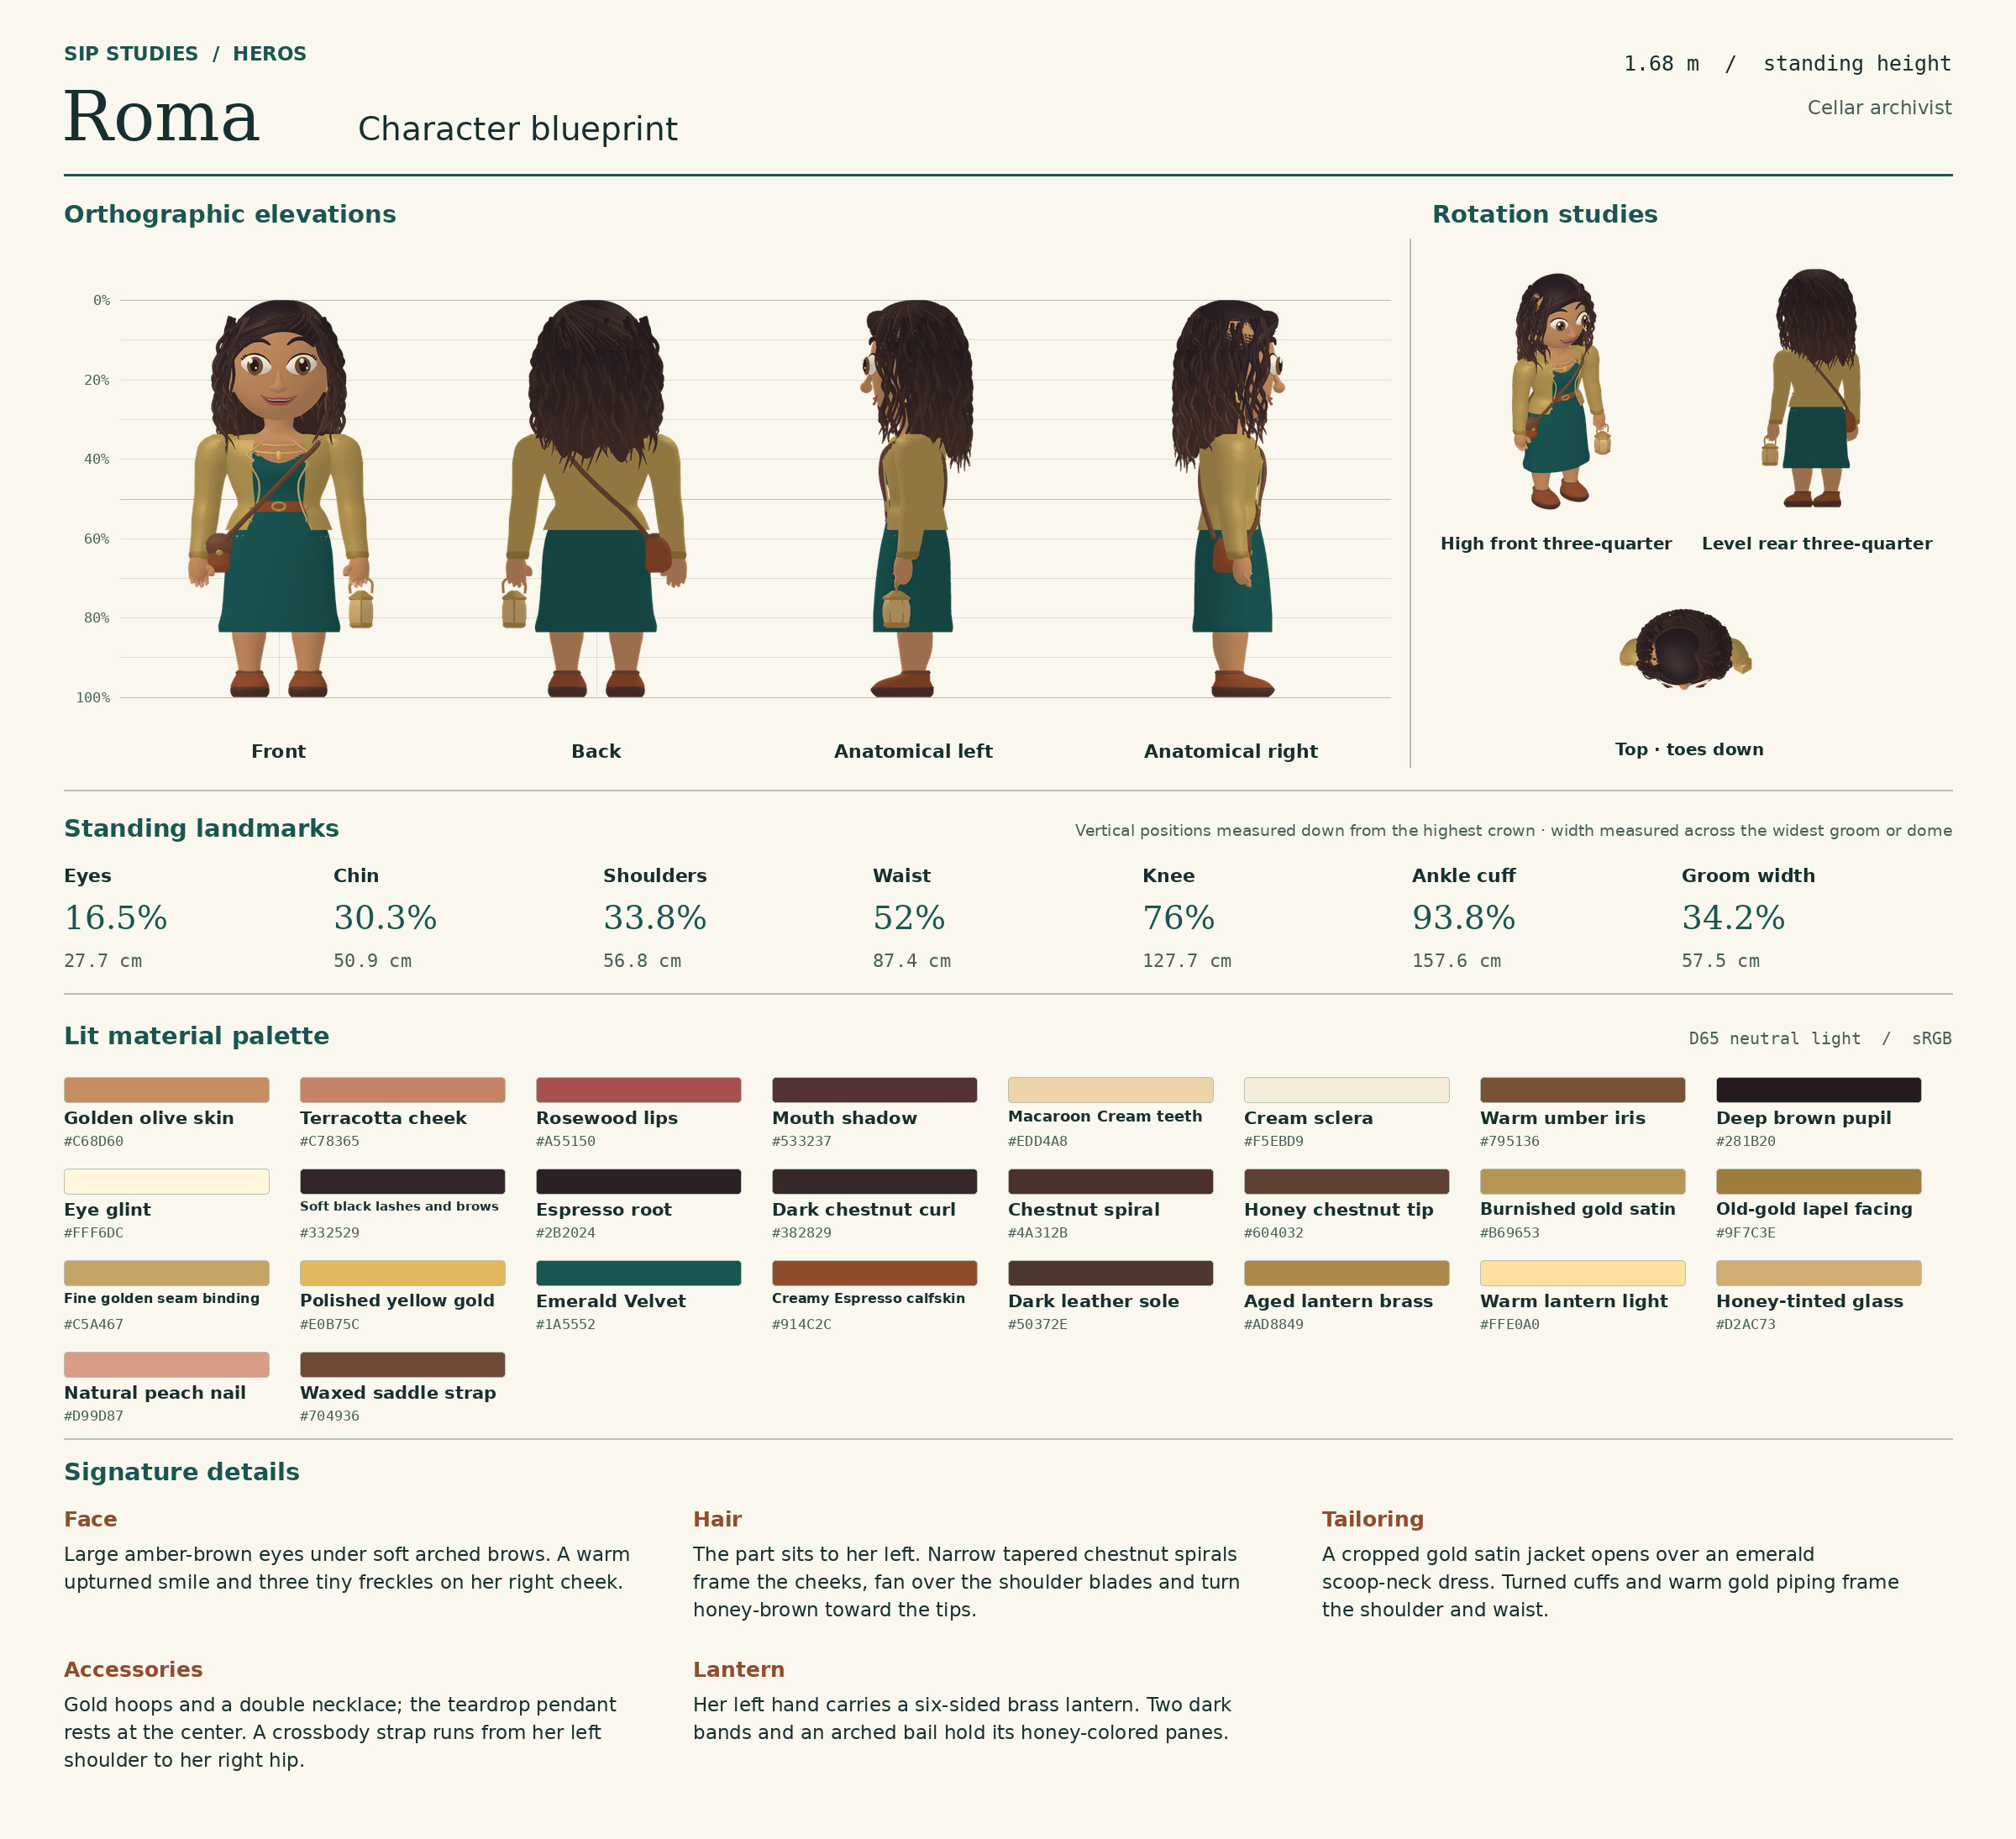 SIP STUDIES / HEROS
Roma
Character blueprint
1.68 m / standing height
Cellar archivist
Orthographic elevations
Rotation studies
0%
20%
40%
60%
80%
100%
Front
Back
Anatomical left
Anatomical right
High front three-quarter
Level rear three-quarter
Top · toes down
Standing landmarks
Vertical positions measured down from the highest crown · width measured across the widest groom or dome
Eyes
16.5%
27.7 cm
Chin
30.3%
50.9 cm
Shoulders
33.8%
56.8 cm
Waist
52%
87.4 cm
Knee
76%
127.7 cm
Ankle cuff
93.8%
157.6 cm
Groom width
34.2%
57.5 cm
Lit material palette
D65 neutral light / sRGB
Golden olive skin
#C68D60
Terracotta cheek
#C78365
Rosewood lips
#A55150
Mouth shadow
#533237
Macaroon Cream teeth
#EDD4A8
Cream sclera
#F5EBD9
Warm umber iris
#795136
Deep brown pupil
#281B20
Eye glint
#FFF6DC
Soft black lashes and brows
#332529
Espresso root
#2B2024
Dark chestnut curl
#382829
Chestnut spiral
#4A312B
Honey chestnut tip
#604032
Burnished gold satin
#B69653
Old-gold lapel facing
#9F7C3E
Fine golden seam binding
#C5A467
Polished yellow gold
#E0B75C
Emerald Velvet
#1A5552
Creamy Espresso calfskin
#914C2C
Dark leather sole
#50372E
Aged lantern brass
#AD8849
Warm lantern light
#FFE0A0
Honey-tinted glass
#D2AC73
Natural peach nail
#D99D87
Waxed saddle strap
#704936
Signature details
Face
Large amber-brown eyes under soft arched brows. A warm
upturned smile and three tiny freckles on her right cheek.
Hair
The part sits to her left. Narrow tapered chestnut spirals
frame the cheeks, fan over the shoulder blades and turn
honey-brown toward the tips.
Tailoring
A cropped gold satin jacket opens over an emerald
scoop-neck dress. Turned cuffs and warm gold piping frame
the shoulder and waist.
Accessories
Gold hoops and a double necklace; the teardrop pendant
rests at the center. A crossbody strap runs from her left
shoulder to her right hip.
Lantern
Her left hand carries a six-sided brass lantern. Two dark
bands and an arched bail hold its honey-colored panes.